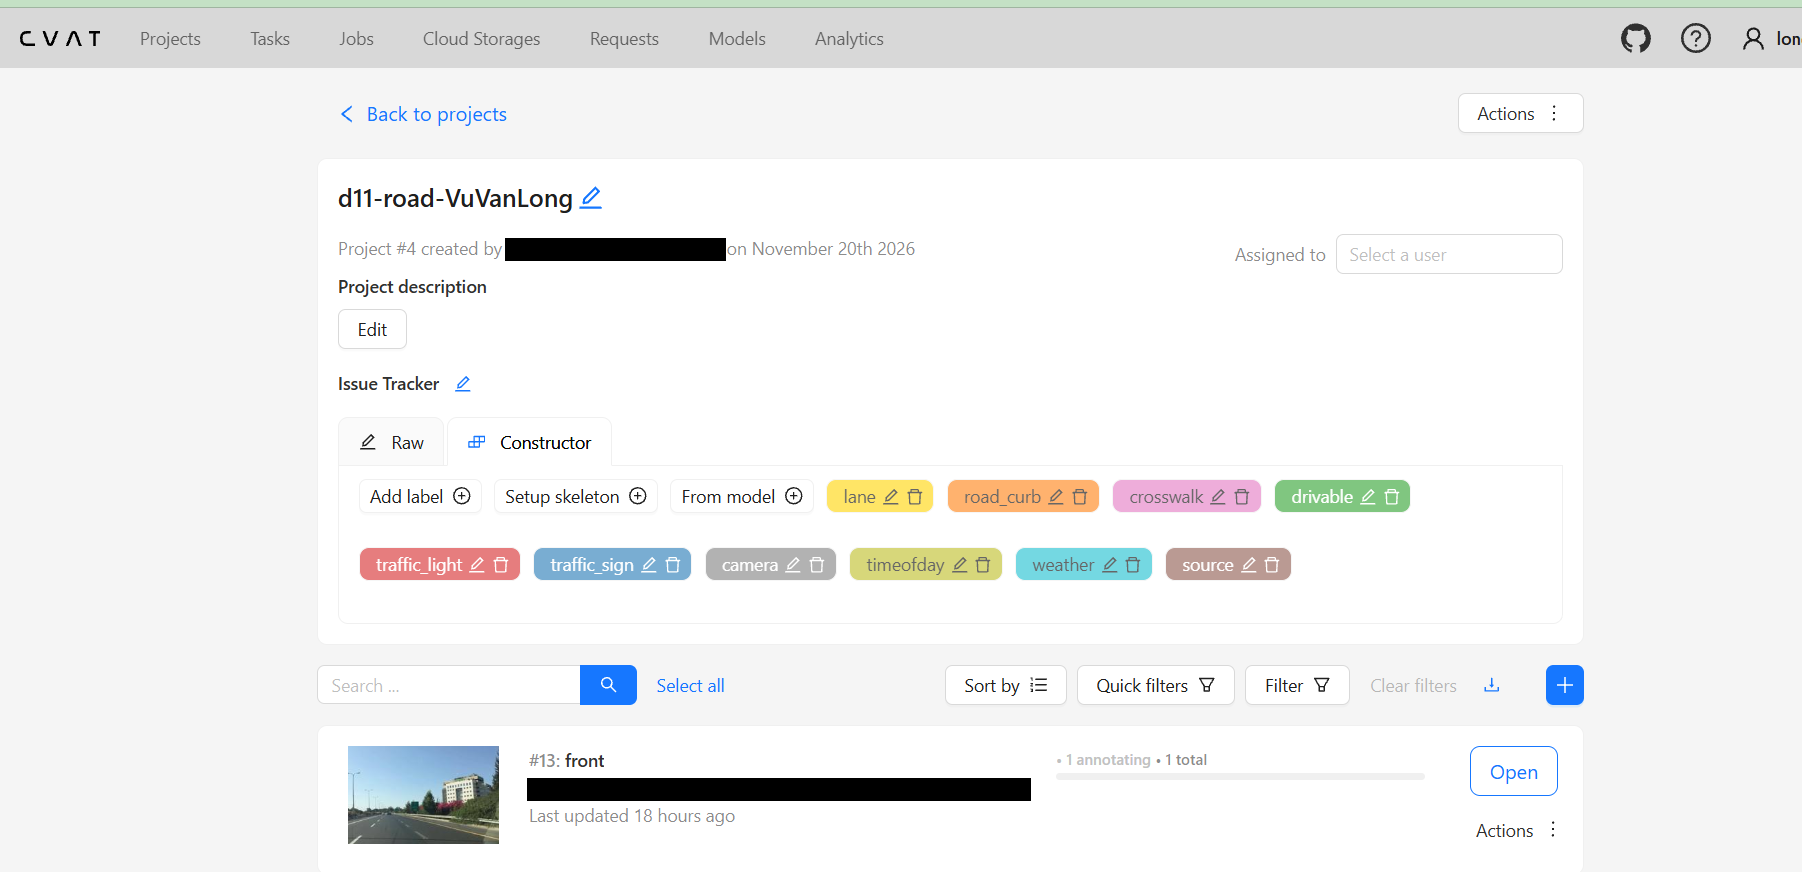 CVAT Projects Tasks Jobs Cloud Storages Requests Models Analytics lon
Back to projects Actions
d11-road-VuVanLong
Project #4 created by on November 20th 2026
Assigned to Select a user
Project description
Edit
Issue Tracker
Raw Constructor
Add label Setup skeleton From model lane road_curb crosswalk drivable
traffic_light traffic_sign camera timeofday weather source
Search ... Select all Sort by Quick filters Filter Clear filters
#13: front • 1 annotating • 1 total
Open
Last updated 18 hours ago
Actions